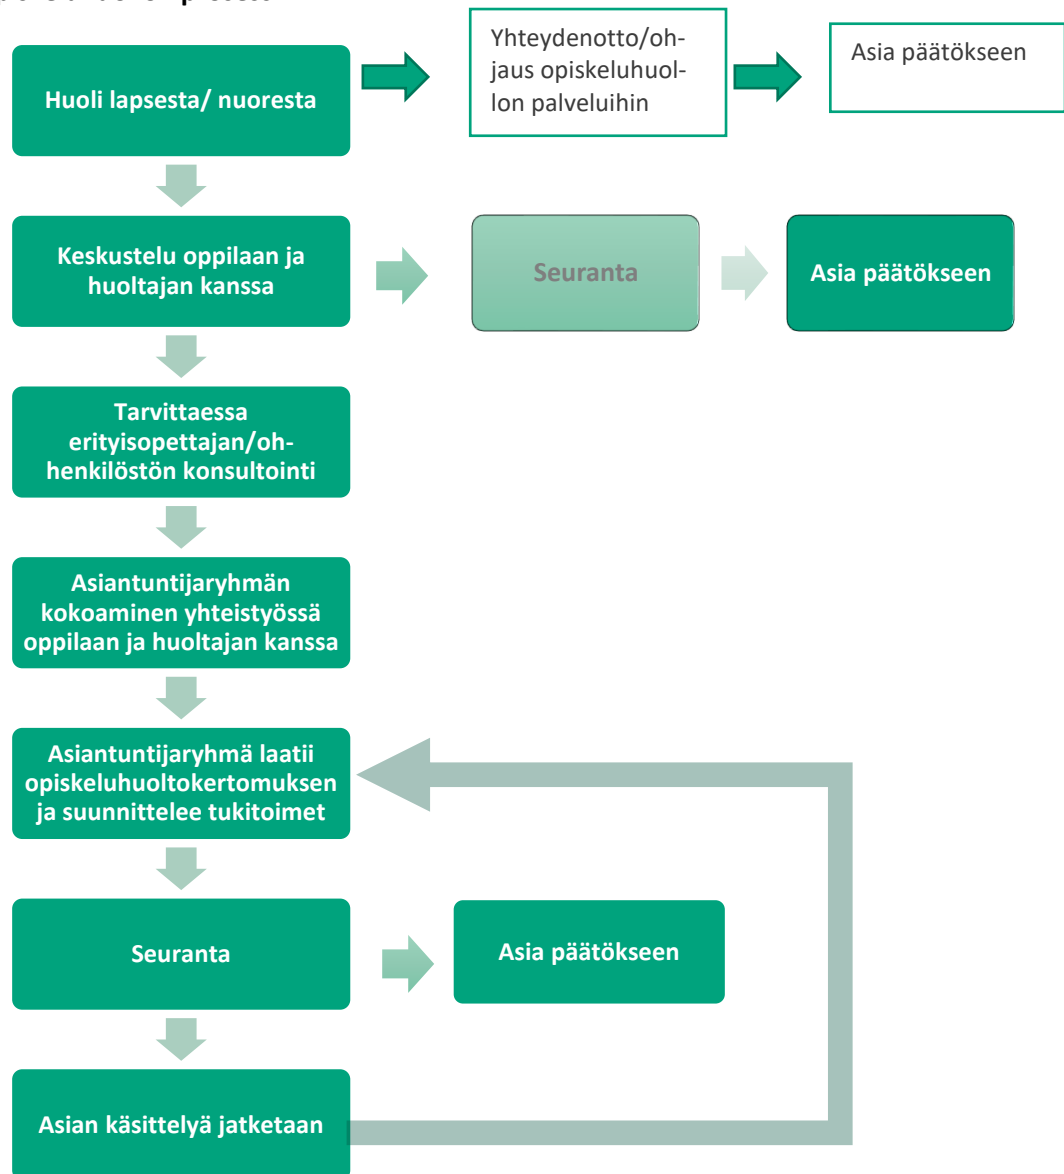 Huoli lapsesta/ nuoresta
Yhteydenotto/oh-
jaus opiskeluhuol-
lon palveluihin
Asia päätökseen
Keskustelu oppilaan ja
huoltajan kanssa
Seuranta
Asia päätökseen
Tarvittaessa
erityisopettajan/oh-
henkilöstön konsultointi
Asiantuntijaryhmän
kokoaminen yhteistyössä
oppilaan ja huoltajan kanssa
Asiantuntijaryhmä laatii
opiskeluhuoltokertomuksen
ja suunnittelee tukitoimet
Seuranta
Asia päätökseen
Asian käsittelyä jatketaan